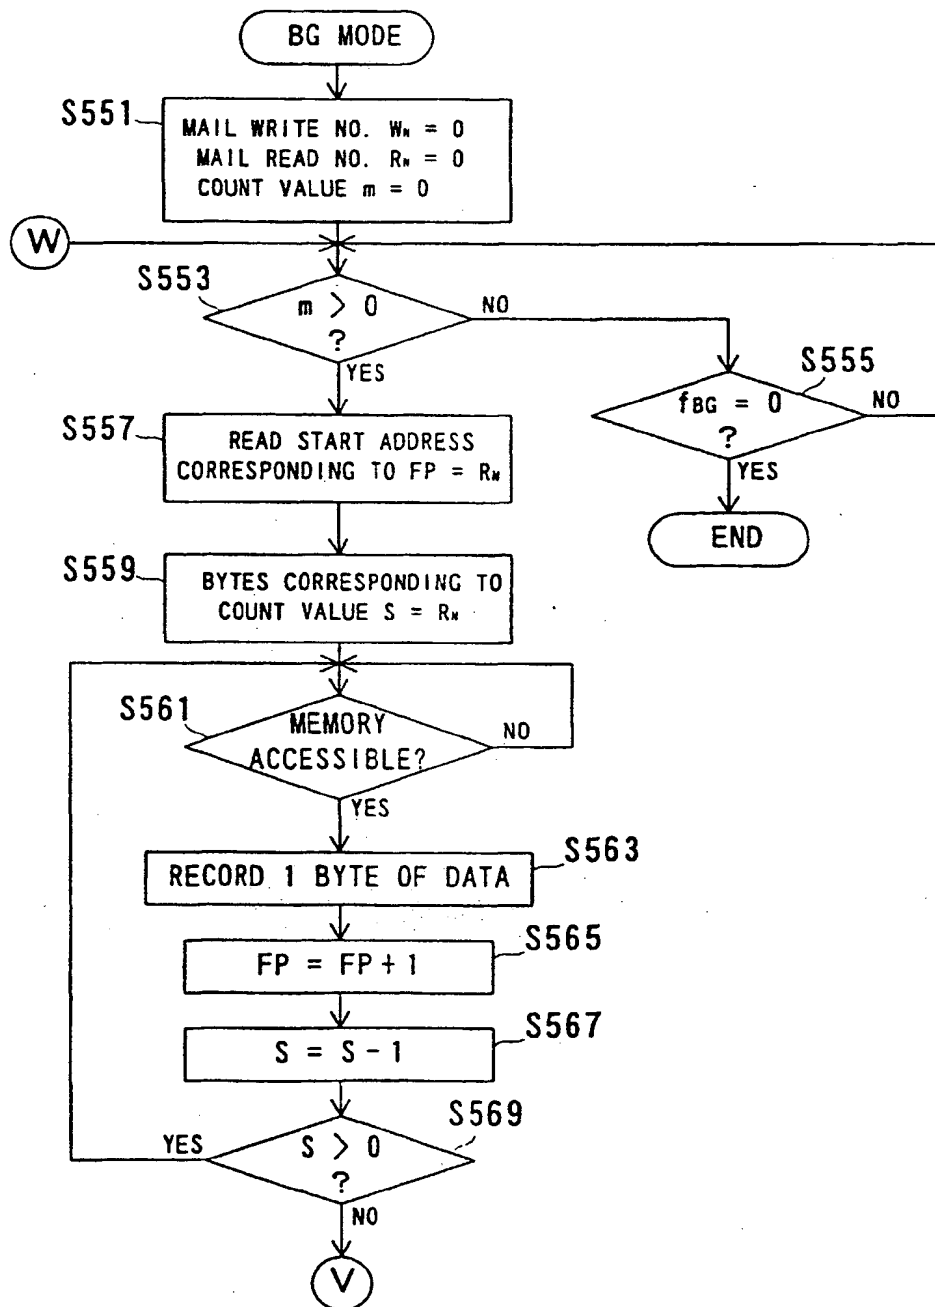 BG MODE
S551
MAIL WRITE NO. WN = 0
MAIL READ NO. RN = 0
COUNT VALUE m = 0
W
S553
m > 0
?
NO
YES
S555
fBG = 0
?
NO
YES
END
S557
READ START ADDRESS
CORRESPONDING TO FP = RN
S559
BYTES CORRESPONDING TO
COUNT VALUE S = RN
S561
MEMORY
ACCESSIBLE?
NO
YES
S563
RECORD 1 BYTE OF DATA
S565
FP = FP + 1
S567
S = S - 1
S569
S > 0
?
YES
NO
V